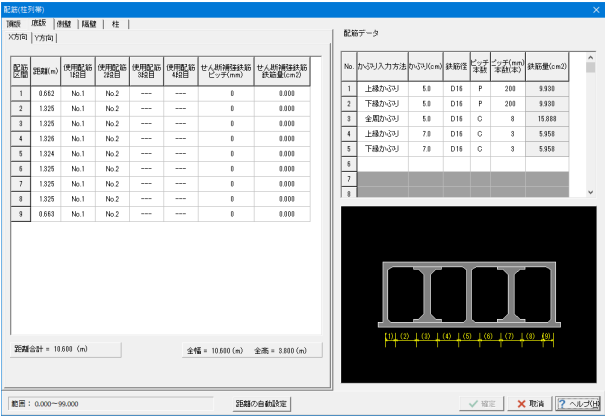 配筋(柱列帯)
頂版 底版 側壁 隔壁 柱
X方向 Y方向
配筋区間 距離(m) 使用配筋1段目 使用配筋2段目 使用配筋3段目 使用配筋4段目 せん断補強鉄筋ピッチ(mm) せん断補強鉄筋鉄筋量(cm2)
1 0.662 No.1 No.2 --- --- 0 0.000
2 1.325 No.1 No.2 --- --- 0 0.000
3 1.325 No.1 No.2 --- --- 0 0.000
4 1.326 No.1 No.2 --- --- 0 0.000
5 1.324 No.1 No.2 --- --- 0 0.000
6 1.325 No.1 No.2 --- --- 0 0.000
7 1.325 No.1 No.2 --- --- 0 0.000
8 1.325 No.1 No.2 --- --- 0 0.000
9 0.663 No.1 No.2 --- --- 0 0.000
距離合計 = 10.600 (m)
全幅 = 10.600 (m) 全高 = 3.800 (m)
配筋データ
No. かぶり入力方法 かぶり(cm) 鉄筋径 ピッチ本数 ピッチ(mm)本数(本) 鉄筋量(cm2)
1 上縁かぶり 5.0 D16 P 200 9.930
2 下縁かぶり 5.0 D16 P 200 9.930
3 全周かぶり 5.0 D16 C 8 15.888
4 上縁かぶり 7.0 D16 C 3 5.958
5 下縁かぶり 7.0 D16 C 3 5.958
6
7
8
(1) (2) (3) (4) (5) (6) (7) (8) (9)
範囲 : 0.000～99.000
距離の自動設定
確定 取消 ? ヘルプ(H)